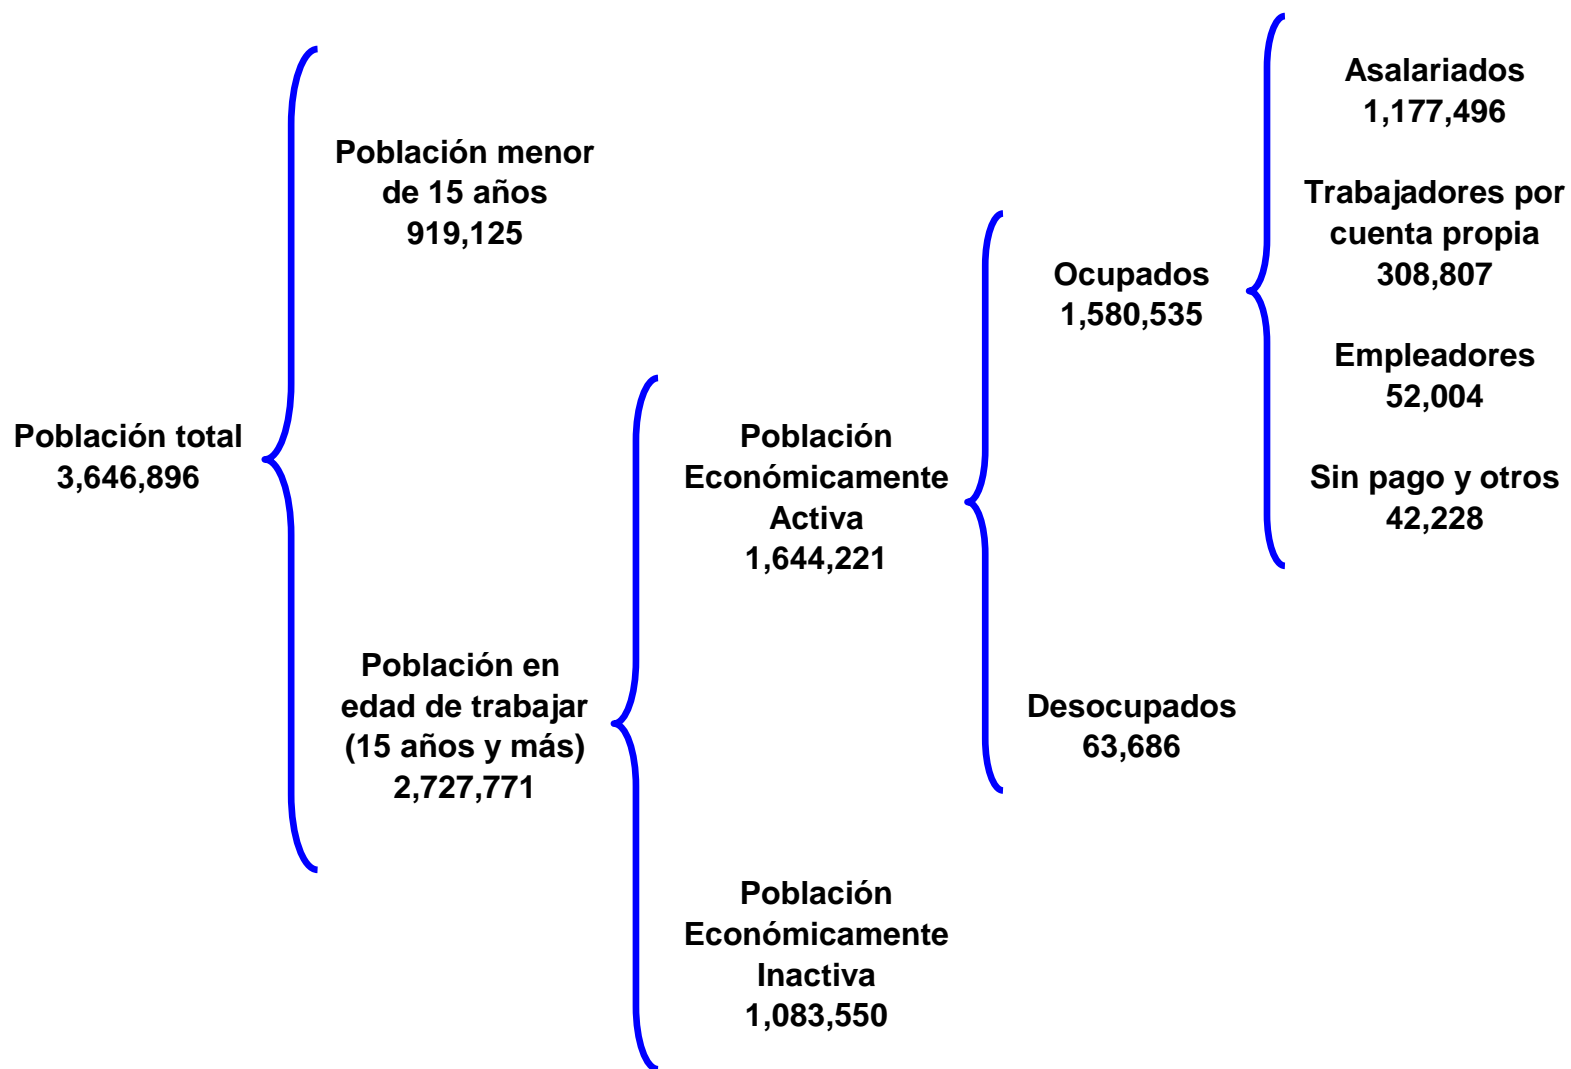 Población total
3,646,896
Población menor
de 15 años
919,125
Población en
edad de trabajar
(15 años y más)
2,727,771
Población
Económicamente
Activa
1,644,221
Población
Económicamente
Inactiva
1,083,550
Ocupados
1,580,535
Desocupados
63,686
Asalariados
1,177,496
Trabajadores por
cuenta propia
308,807
Empleadores
52,004
Sin pago y otros
42,228